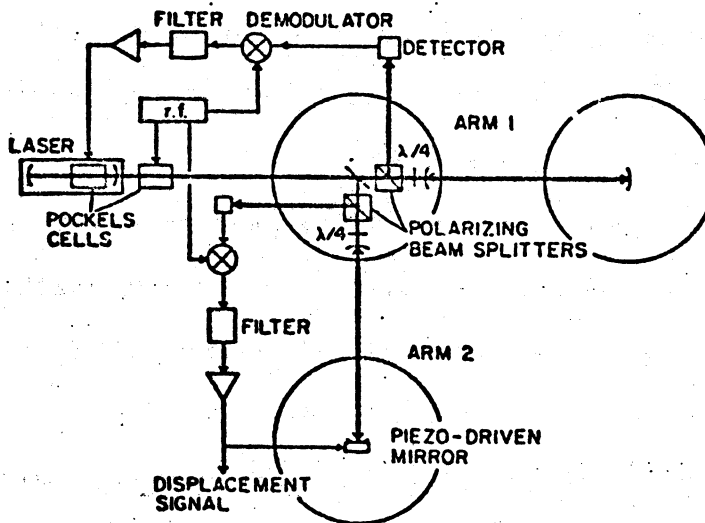 FILTER DEMODULATOR
DETECTOR
r.f.
ARM 1
LASER
λ/4
POCKELS
CELLS
λ/4
POLARIZING
BEAM SPLITTERS
FILTER
ARM 2
PIEZO-DRIVEN
MIRROR
DISPLACEMENT
SIGNAL